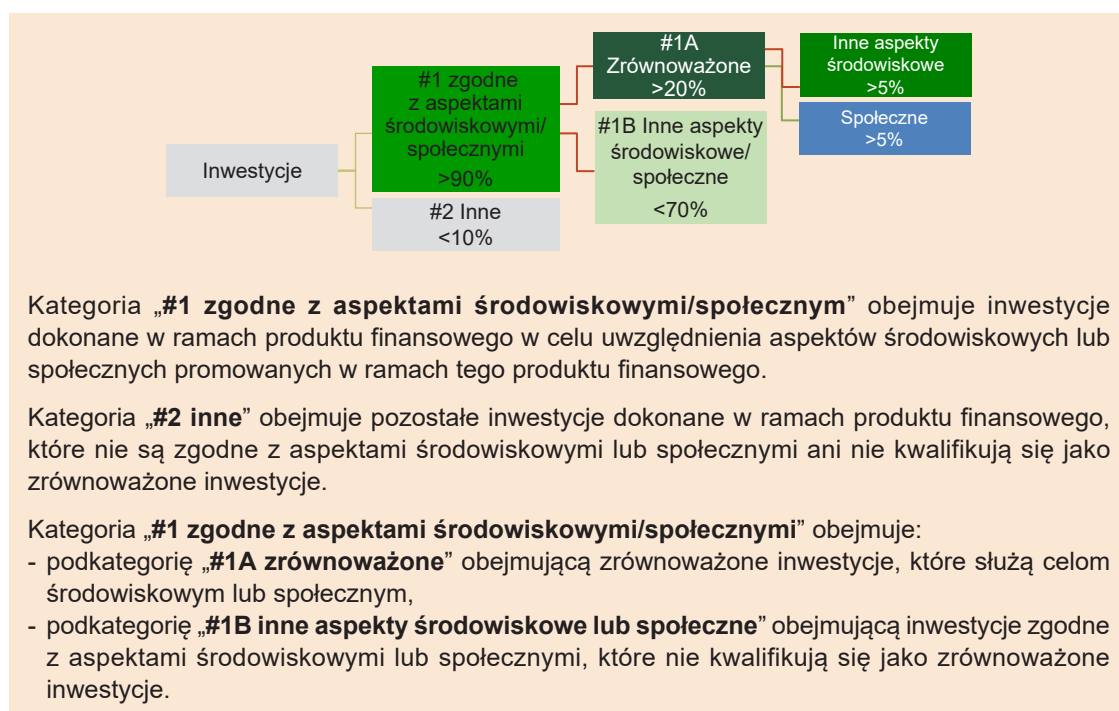 Inwestycje
#1 zgodne
z aspektami
środowiskowymi/
społecznymi
>90%
#2 Inne
<10%
#1A
Zrównoważone
>20%
#1B Inne aspekty
środowiskowe/
społeczne
<70%
Inne aspekty
środowiskowe
>5%
Społeczne
>5%
Kategoria „#1 zgodne z aspektami środowiskowymi/społecznym” obejmuje inwestycje
dokonane w ramach produktu finansowego w celu uwzględnienia aspektów środowiskowych lub
społecznych promowanych w ramach tego produktu finansowego.
Kategoria „#2 inne” obejmuje pozostałe inwestycje dokonane w ramach produktu finansowego,
które nie są zgodne z aspektami środowiskowymi lub społecznymi ani nie kwalifikują się jako
zrównoważone inwestycje.
Kategoria „#1 zgodne z aspektami środowiskowymi/społecznymi” obejmuje:
- podkategorię „#1A zrównoważone” obejmującą zrównoważone inwestycje, które służą celom
środowiskowym lub społecznym,
- podkategorię „#1B inne aspekty środowiskowe lub społeczne” obejmującą inwestycje zgodne
z aspektami środowiskowymi lub społecznymi, które nie kwalifikują się jako zrównoważone
inwestycje.